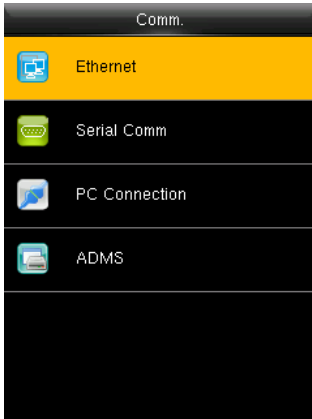 Comm.
Ethernet
Serial Comm
PC Connection
ADMS